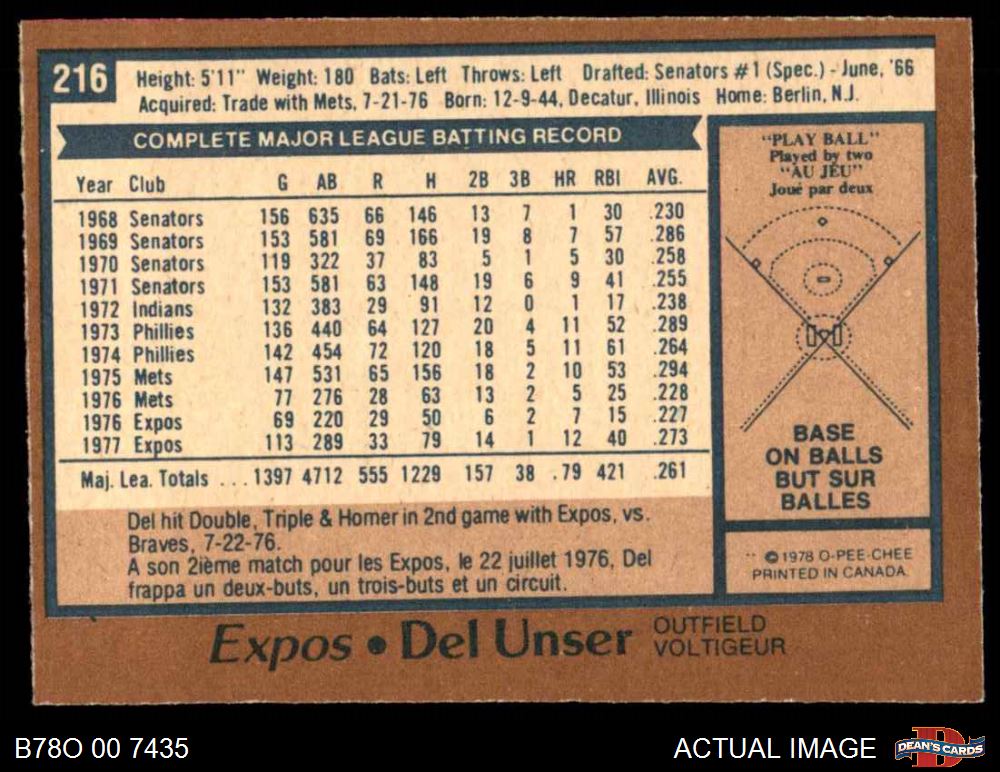 216
Height: 5'11" Weight: 180 Bats: Left Throws: Left Drafted: Senators #1 (Spec.) - June, '66
Acquired: Trade with Mets, 7-21-76 Born: 12-9-44, Decatur, Illinois Home: Berlin, N.J.
COMPLETE MAJOR LEAGUE BATTING RECORD
Year Club G AB R H 2B 3B HR RBI AVG.
1968 Senators 156 635 66 146 13 7 1 30 .230
1969 Senators 153 581 69 166 19 8 7 57 .286
1970 Senators 119 322 37 83 5 1 5 30 .258
1971 Senators 153 581 63 148 19 6 9 41 .255
1972 Indians 132 383 29 91 12 0 1 17 .238
1973 Phillies 136 440 64 127 20 4 11 52 .289
1974 Phillies 142 454 72 120 18 5 11 61 .264
1975 Mets 147 531 65 156 18 2 10 53 .294
1976 Mets 77 276 28 63 13 2 5 25 .228
1976 Expos 69 220 29 50 6 2 7 15 .227
1977 Expos 113 289 33 79 14 1 12 40 .273
Maj. Lea. Totals ... 1397 4712 555 1229 157 38 .79 421 .261
Del hit Double, Triple & Homer in 2nd game with Expos, vs.
Braves, 7-22-76.
A son 2ième match pour les Expos, le 22 juillet 1976, Del
frappa un deux-buts, un trois-buts et un circuit.
"PLAY BALL"
Played by two
"AU JEU"
Joué par deux
BASE
ON BALLS
BUT SUR
BALLES
© 1978 O-PEE-CHEE
PRINTED IN CANADA
Expos • Del Unser OUTFIELD
VOLTIGEUR
B78O 00 7435
ACTUAL IMAGE
D
DEAN'S CARDS